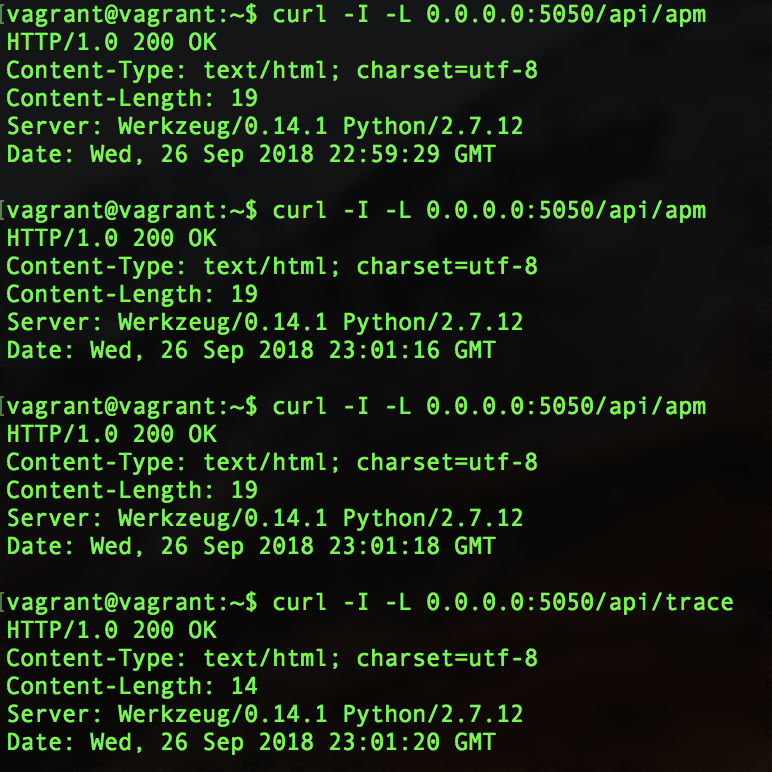 [vagrant@vagrant:~$ curl -I -L 0.0.0.0:5050/api/apm
HTTP/1.0 200 OK
Content-Type: text/html; charset=utf-8
Content-Length: 19
Server: Werkzeug/0.14.1 Python/2.7.12
Date: Wed, 26 Sep 2018 22:59:29 GMT
[vagrant@vagrant:~$ curl -I -L 0.0.0.0:5050/api/apm
HTTP/1.0 200 OK
Content-Type: text/html; charset=utf-8
Content-Length: 19
Server: Werkzeug/0.14.1 Python/2.7.12
Date: Wed, 26 Sep 2018 23:01:16 GMT
[vagrant@vagrant:~$ curl -I -L 0.0.0.0:5050/api/apm
HTTP/1.0 200 OK
Content-Type: text/html; charset=utf-8
Content-Length: 19
Server: Werkzeug/0.14.1 Python/2.7.12
Date: Wed, 26 Sep 2018 23:01:18 GMT
[vagrant@vagrant:~$ curl -I -L 0.0.0.0:5050/api/trace
HTTP/1.0 200 OK
Content-Type: text/html; charset=utf-8
Content-Length: 14
Server: Werkzeug/0.14.1 Python/2.7.12
Date: Wed, 26 Sep 2018 23:01:20 GMT